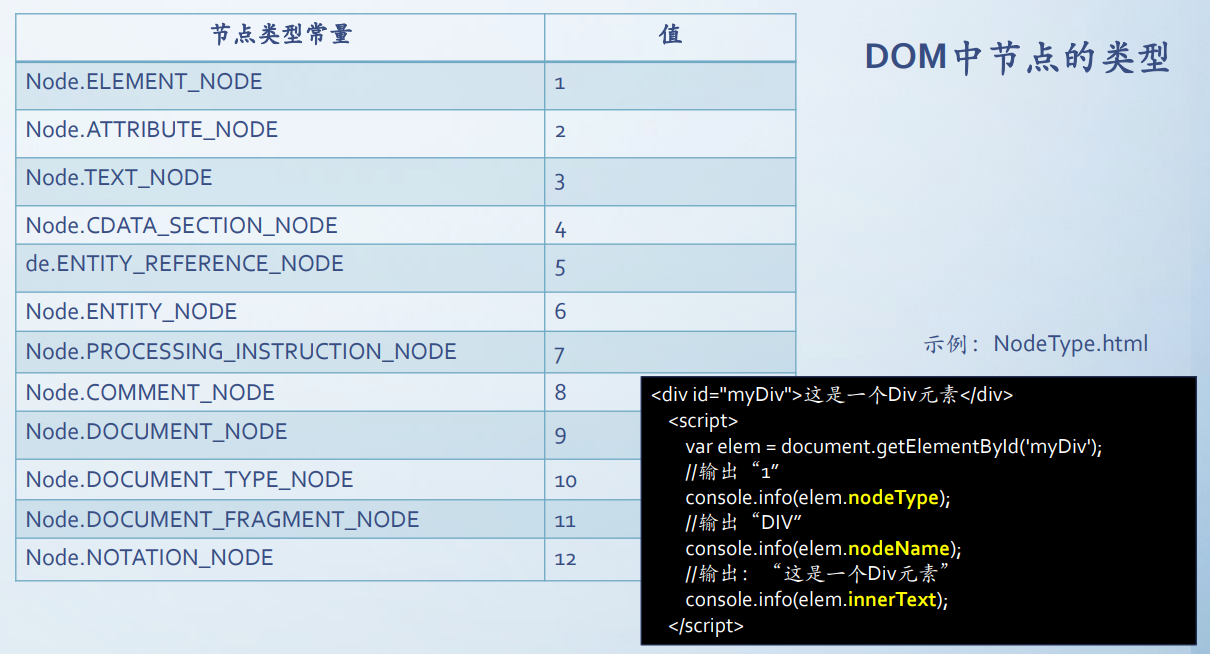 DOM中节点的类型
节点类型常量 值
Node.ELEMENT_NODE 1
Node.ATTRIBUTE_NODE 2
Node.TEXT_NODE 3
Node.CDATA_SECTION_NODE 4
de.ENTITY_REFERENCE_NODE 5
Node.ENTITY_NODE 6
Node.PROCESSING_INSTRUCTION_NODE 7
Node.COMMENT_NODE 8
Node.DOCUMENT_NODE 9
Node.DOCUMENT_TYPE_NODE 10
Node.DOCUMENT_FRAGMENT_NODE 11
Node.NOTATION_NODE 12
示例：NodeType.html
<div id="myDiv">这是一个Div元素</div>
<script>
var elem = document.getElementById('myDiv');
//输出“1”
console.info(elem.nodeType);
//输出“DIV”
console.info(elem.nodeName);
//输出：“这是一个Div元素”
console.info(elem.innerText);
</script>